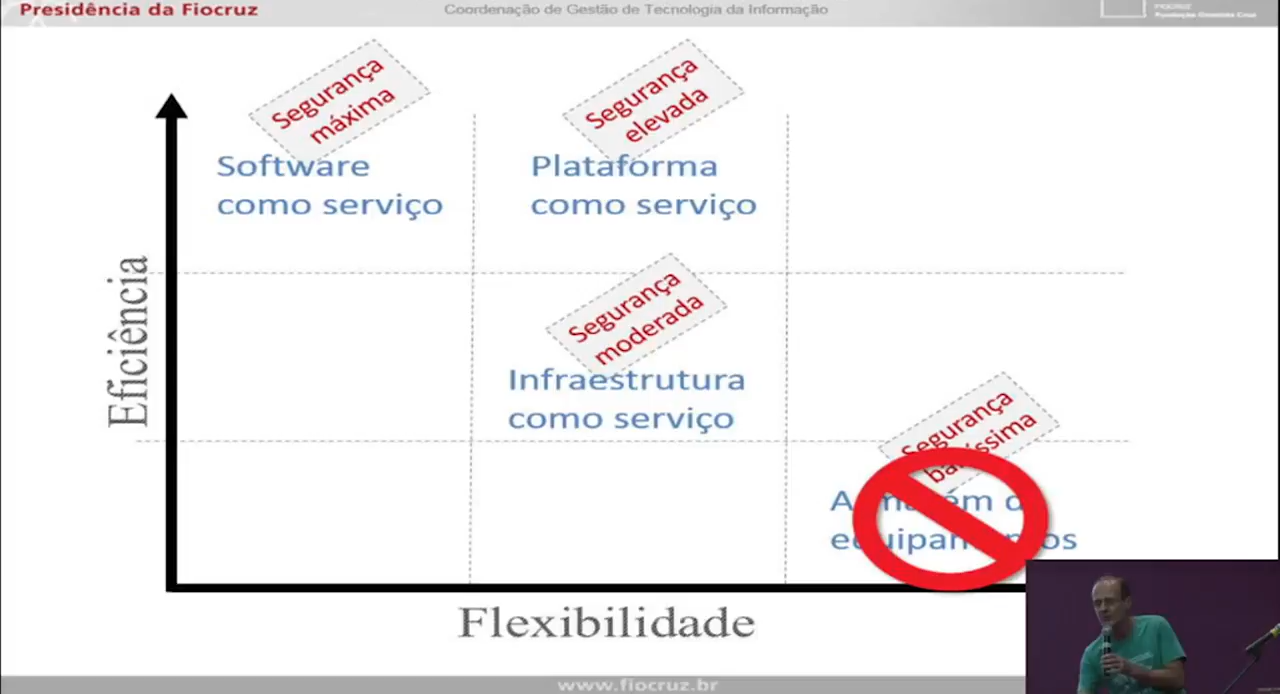 Presidência da Fiocruz
Coordenação de Gestão de Tecnologia da Informação
FIOCRUZ
Fundação Oswaldo Cruz
Segurança
máxima
Software
como serviço
Segurança
elevada
Plataforma
como serviço
Eficiência
Segurança
moderada
Infraestrutura
como serviço
Segurança
Flexibilidade
www.fiocruz.br